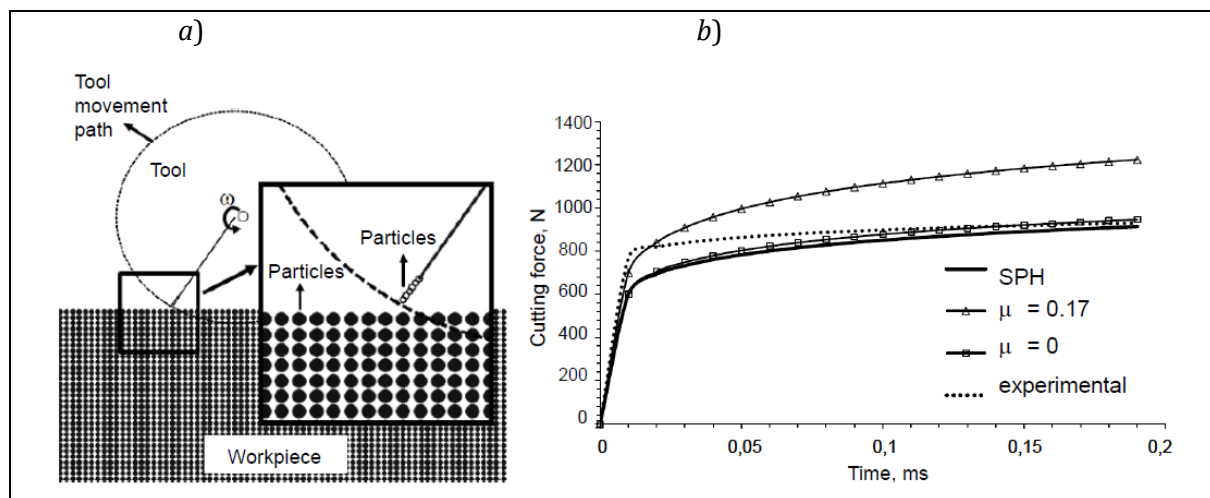 a)
Tool
movement
path
Tool
ω
Particles
Particles
Workpiece
b)
Cutting force, N
1400
1200
1000
800
600
400
200
0
0
0,05
0,1
0,15
0,2
Time, ms
SPH
μ = 0.17
μ = 0
experimental